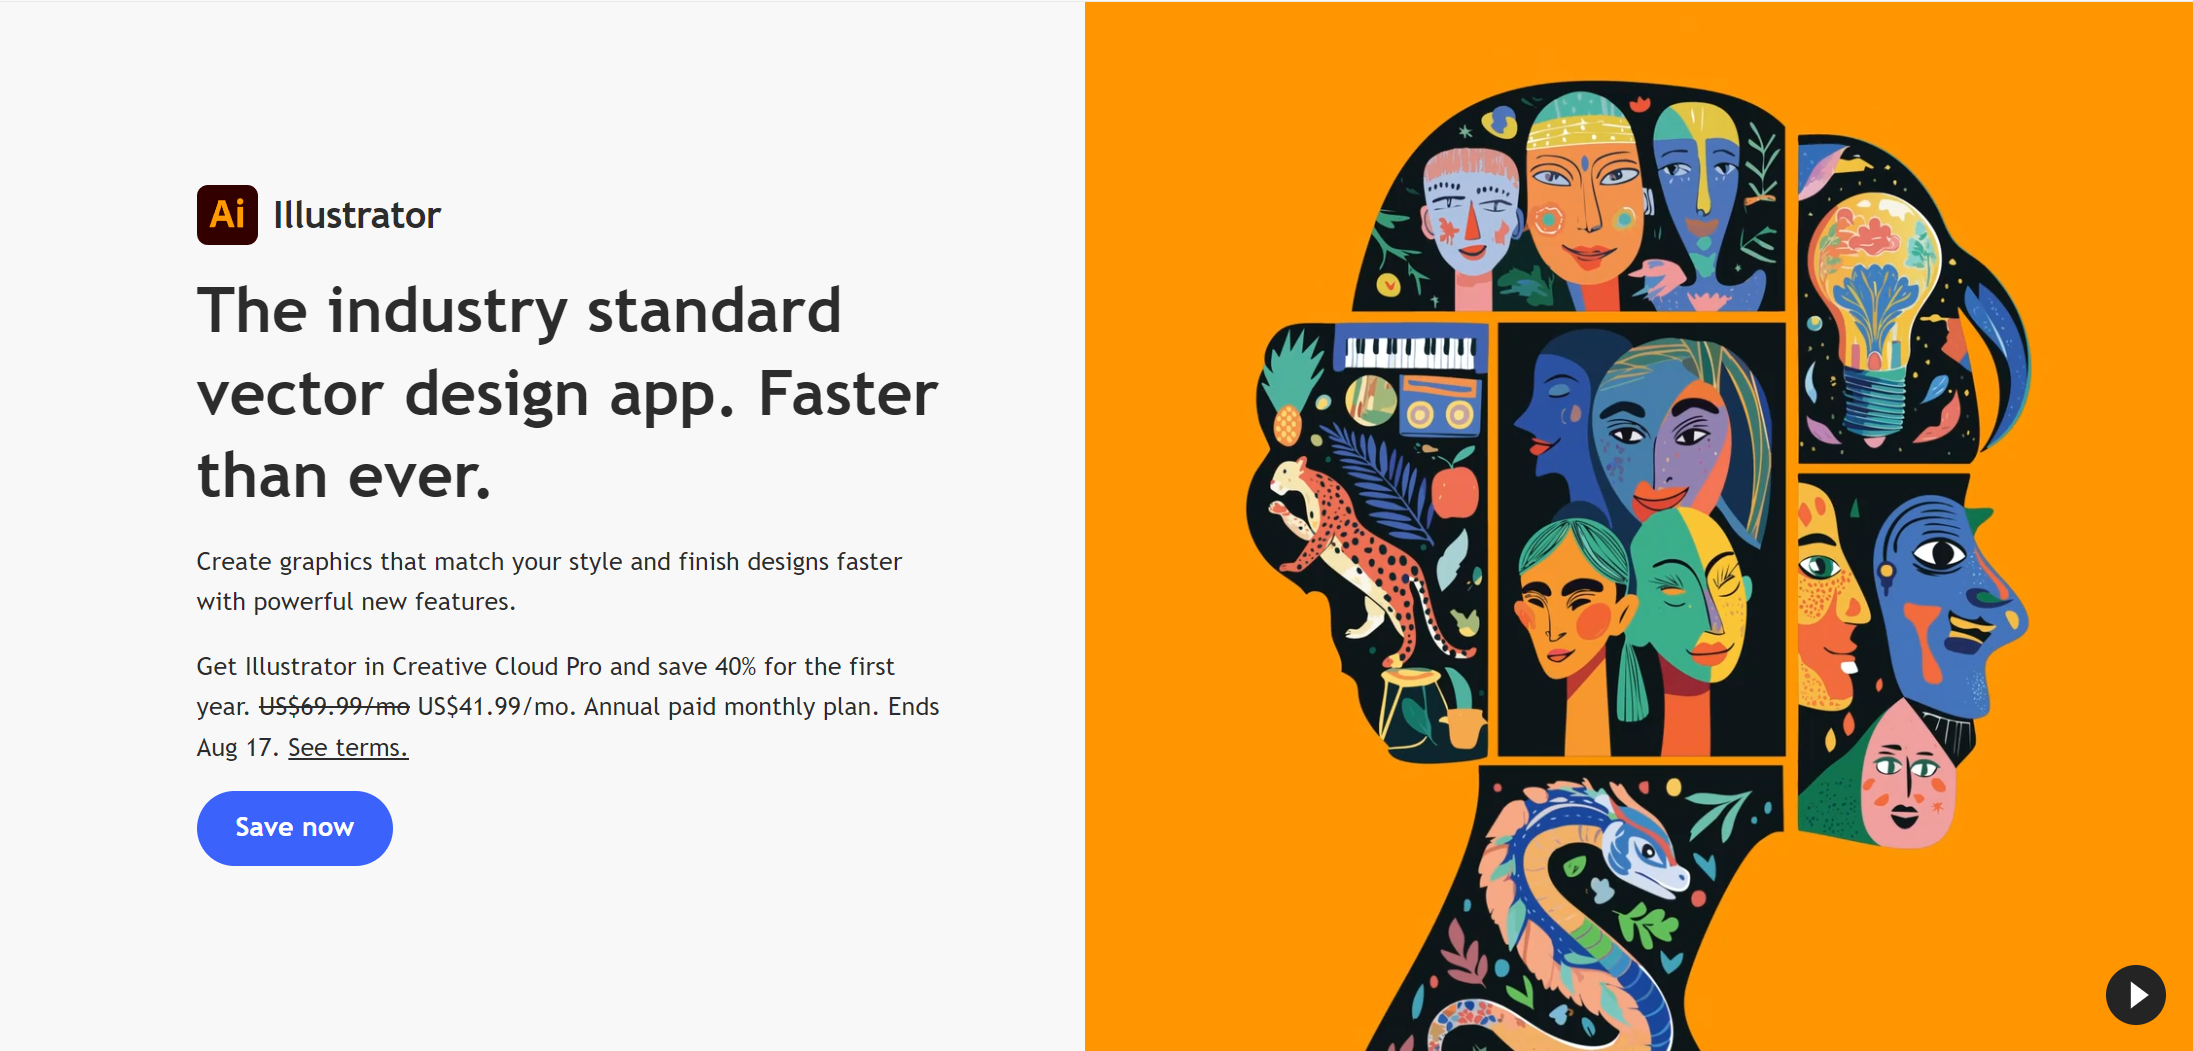 Ai Illustrator
The industry standard
vector design app. Faster
than ever.
Create graphics that match your style and finish designs faster
with powerful new features.
Get Illustrator in Creative Cloud Pro and save 40% for the first
year. US$69.99/mo US$41.99/mo. Annual paid monthly plan. Ends
Aug 17. See terms.
Save now